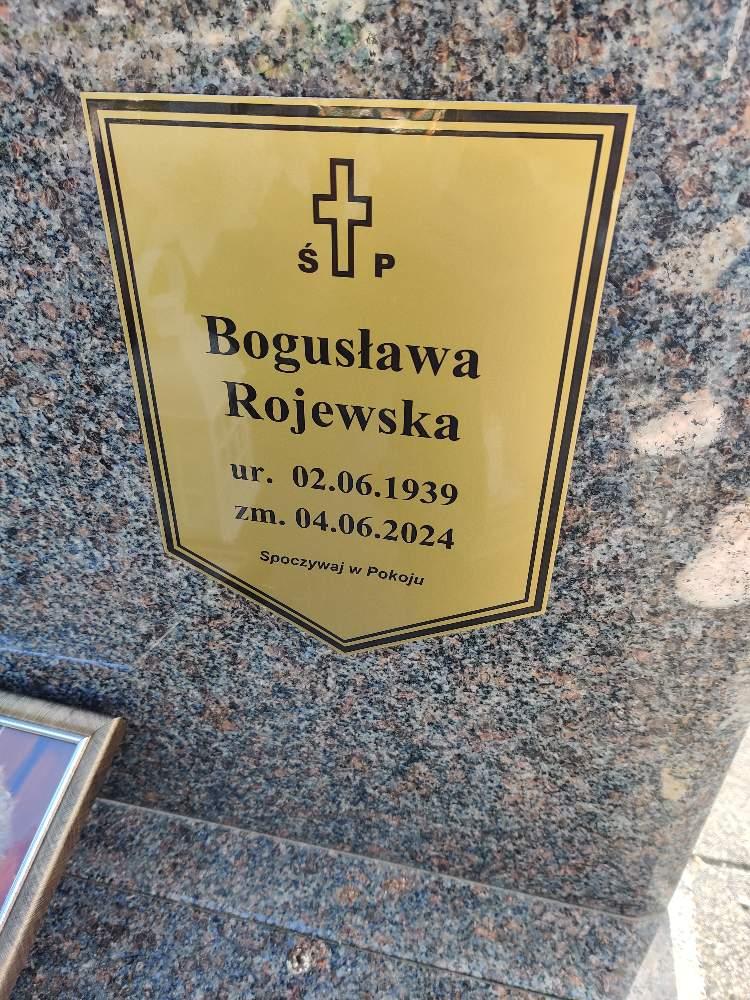 Ś P
Bogusława
Rojewska
ur. 02.06.1939
zm. 04.06.2024
Spoczywaj w Pokoju